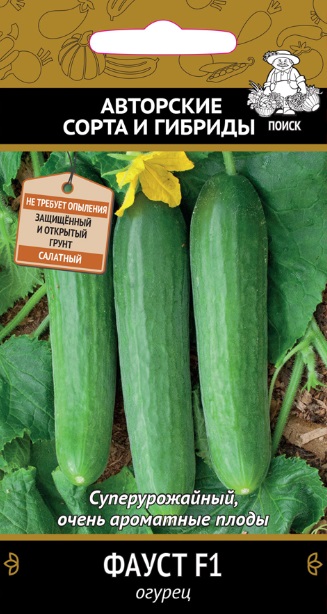 АВТОРСКИЕ
СОРТА И ГИБРИДЫ
ПОИСК
НЕ ТРЕБУЕТ ОПЫЛЕНИЯ
ЗАЩИЩЁННЫЙ
И ОТКРЫТЫЙ
ГРУНТ
САЛАТНЫЙ
Суперурожайный,
очень ароматные плоды
ФАУСТ F1
огурец